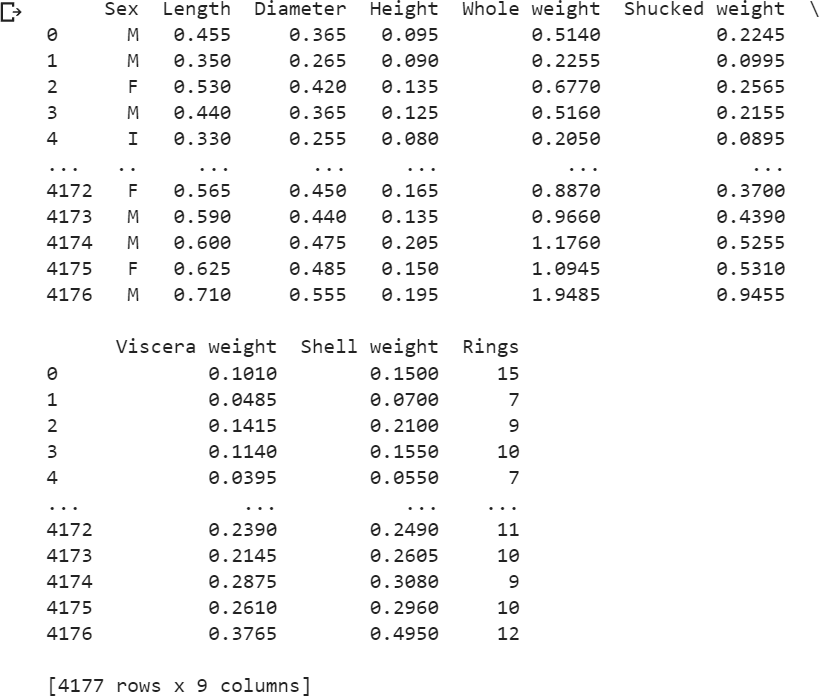 Sex Length Diameter Height Whole weight Shucked weight \
0 M 0.455 0.365 0.095 0.5140 0.2245
1 M 0.350 0.265 0.090 0.2255 0.0995
2 F 0.530 0.420 0.135 0.6770 0.2565
3 M 0.440 0.365 0.125 0.5160 0.2155
4 I 0.330 0.255 0.080 0.2050 0.0895
... .. ... ... ... ... ...
4172 F 0.565 0.450 0.165 0.8870 0.3700
4173 M 0.590 0.440 0.135 0.9660 0.4390
4174 M 0.600 0.475 0.205 1.1760 0.5255
4175 F 0.625 0.485 0.150 1.0945 0.5310
4176 M 0.710 0.555 0.195 1.9485 0.9455
Viscera weight Shell weight Rings
0 0.1010 0.1500 15
1 0.0485 0.0700 7
2 0.1415 0.2100 9
3 0.1140 0.1550 10
4 0.0395 0.0550 7
... ... ... ...
4172 0.2390 0.2490 11
4173 0.2145 0.2605 10
4174 0.2875 0.3080 9
4175 0.2610 0.2960 10
4176 0.3765 0.4950 12
[4177 rows x 9 columns]